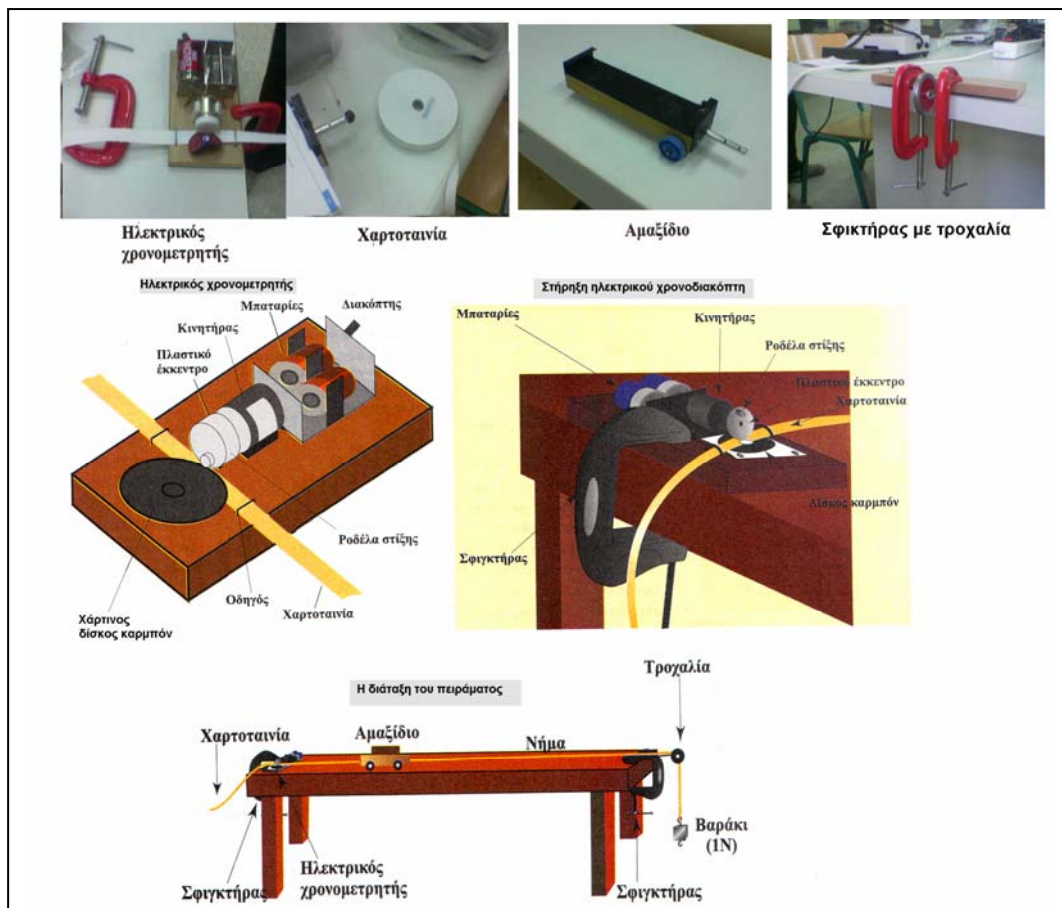 Ηλεκτρικός
χρονομετρητής
Χαρτοταινία
Αμαξίδιο
Σφικτήρας με τροχαλία
Ηλεκτρικός χρονομετρητής
Μπαταρίες
Διακόπτης
Κινητήρας
Πλαστικό
έκκεντρο
Ροδέλα στίξης
Οδηγός
Χαρτοταινία
Χάρτινος
δίσκος καρμπόν
Στήρηξη ηλεκτρικού χρονοδιακόπτη
Μπαταρίες
Κινητήρας
Ροδέλα στίξης
Πλαστικό έκκεντρο
Χαρτοταινία
Δίσκος καρμπόν
Σφιγκτήρας
Η διάταξη του πειράματος
Τροχαλία
Χαρτοταινία
Αμαξίδιο
Νήμα
Βαράκι
(1N)
Σφιγκτήρας
Ηλεκτρικός
χρονομετρητής
Σφιγκτήρας